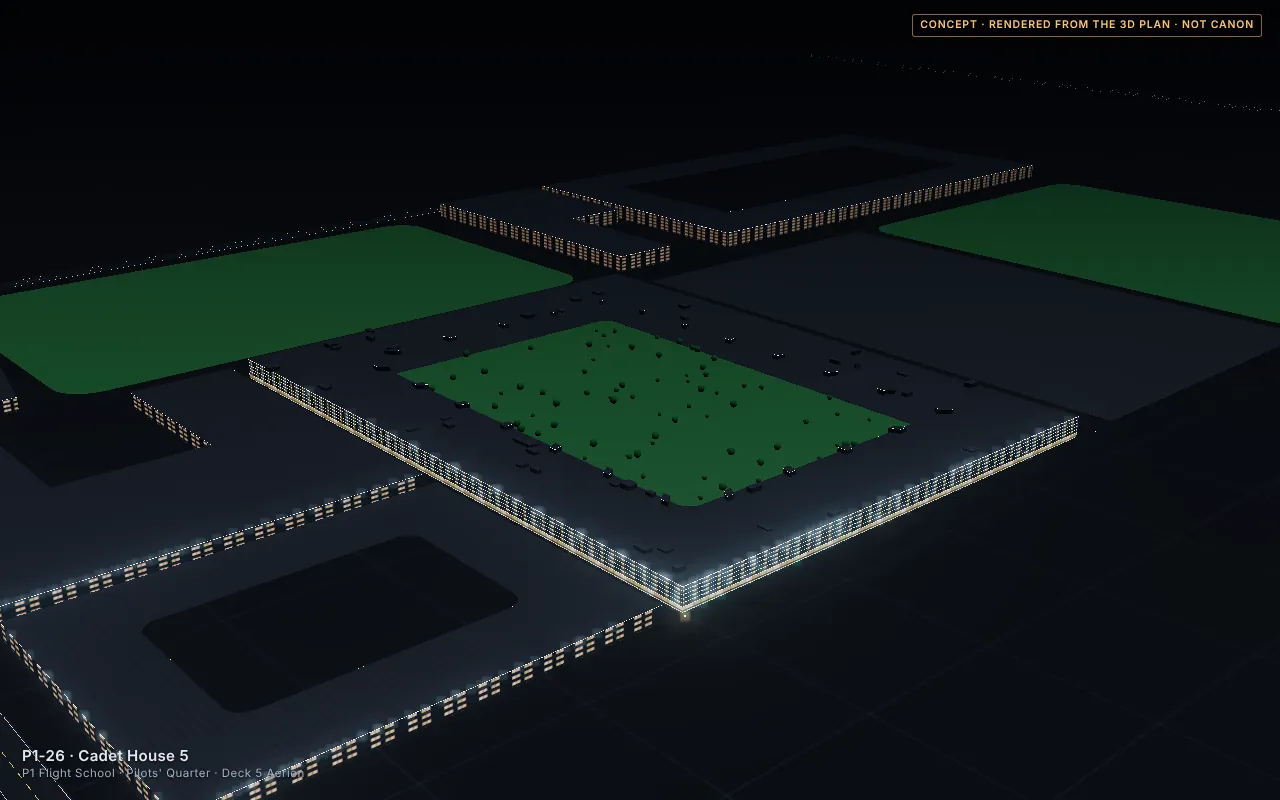 CONCEPT · RENDERED FROM THE 3D PLAN · NOT CANON
P1-26 · Cadet House 5
P1 Flight School · Pilots' Quarter · Deck 5 Aerion